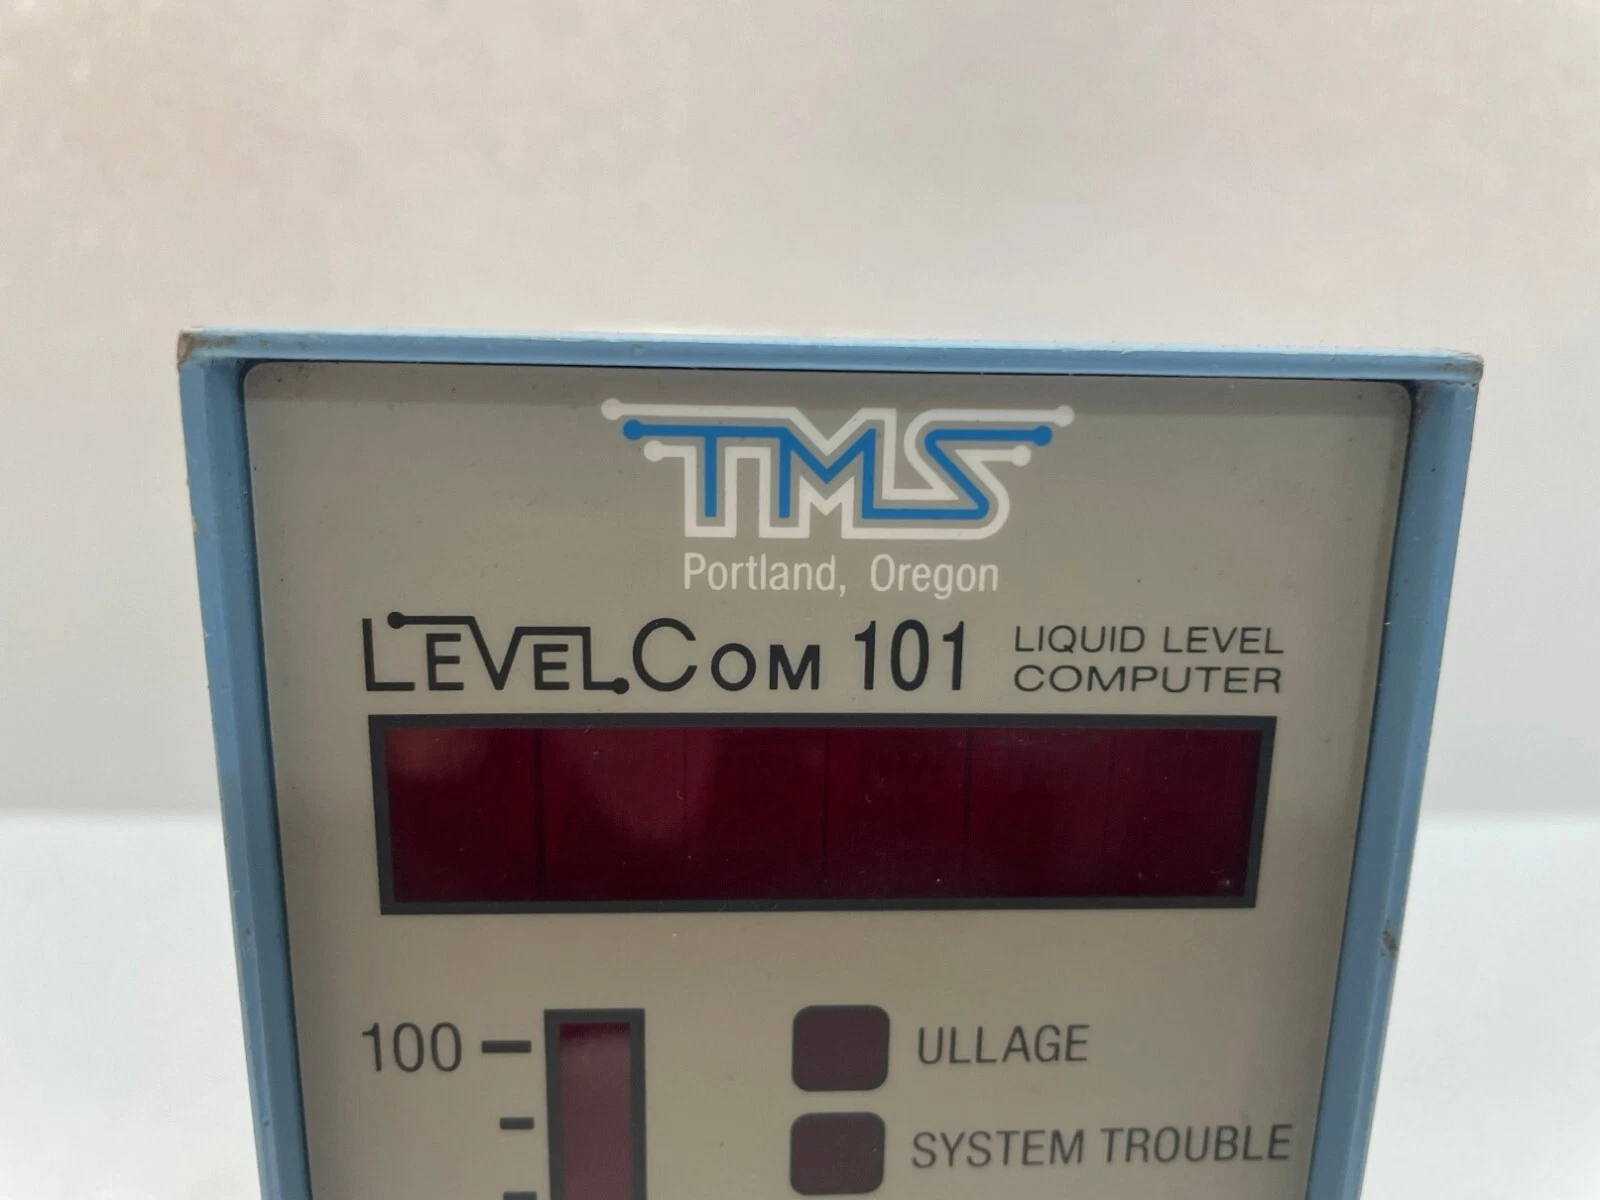 TMS
Portland, Oregon
LEVELCOM 101 LIQUID LEVEL
COMPUTER
100
ULLAGE
SYSTEM TROUBLE